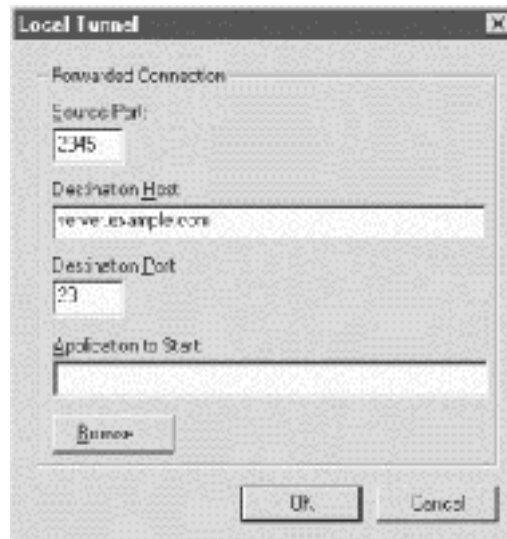 Local Tunnel
Forwarded Connection
Source Port:
2345
Destination Host
server.example.com
Destination Port
23
Application to Start
Browse
OK
Cancel